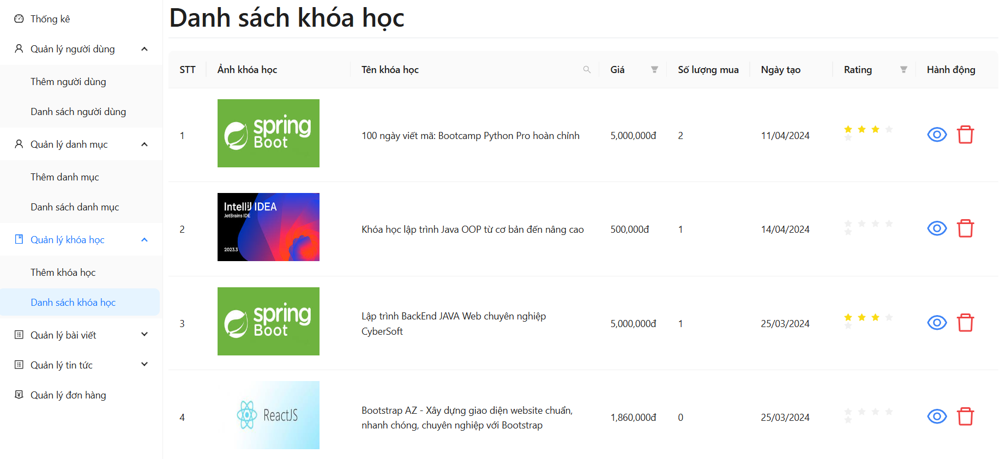 Thống kê
Quản lý người dùng
Thêm người dùng
Danh sách người dùng
Quản lý danh mục
Thêm danh mục
Danh sách danh mục
Quản lý khóa học
Thêm khóa học
Danh sách khóa học
Quản lý bài viết
Quản lý tin tức
Quản lý đơn hàng
Danh sách khóa học
STT Ảnh khóa học Tên khóa học Giá Số lượng mua Ngày tạo Rating Hành động
spring
Boot
1 100 ngày viết mã: Bootcamp Python Pro hoàn chỉnh 5,000,000đ 2 11/04/2024
IntelliJ IDEA
JetBrains IDE
2023.3
2 Khóa học lập trình Java OOP từ cơ bản đến nâng cao 500,000đ 1 14/04/2024
spring
Boot
3 Lập trình BackEnd JAVA Web chuyên nghiệp
CyberSoft
5,000,000đ 1 25/03/2024
ReactJS
4 Bootstrap AZ - Xây dựng giao diện website chuẩn,
nhanh chóng, chuyên nghiệp với Bootstrap
1,860,000đ 0 25/03/2024